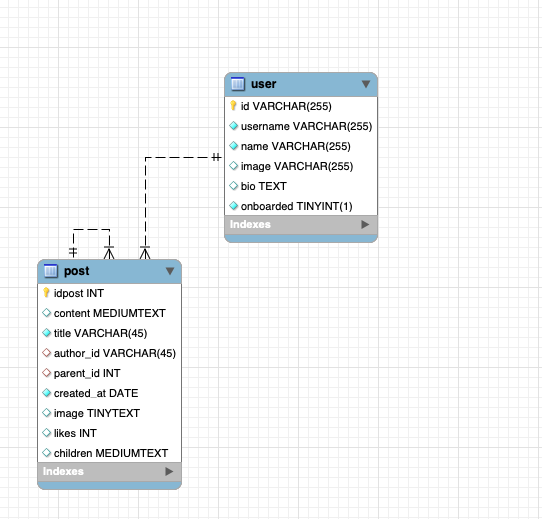 user
id VARCHAR(255)
username VARCHAR(255)
name VARCHAR(255)
image VARCHAR(255)
bio TEXT
onboarded TINYINT(1)
Indexes
post
idpost INT
content MEDIUMTEXT
title VARCHAR(45)
author_id VARCHAR(45)
parent_id INT
created_at DATE
image TINYTEXT
likes INT
children MEDIUMTEXT
Indexes